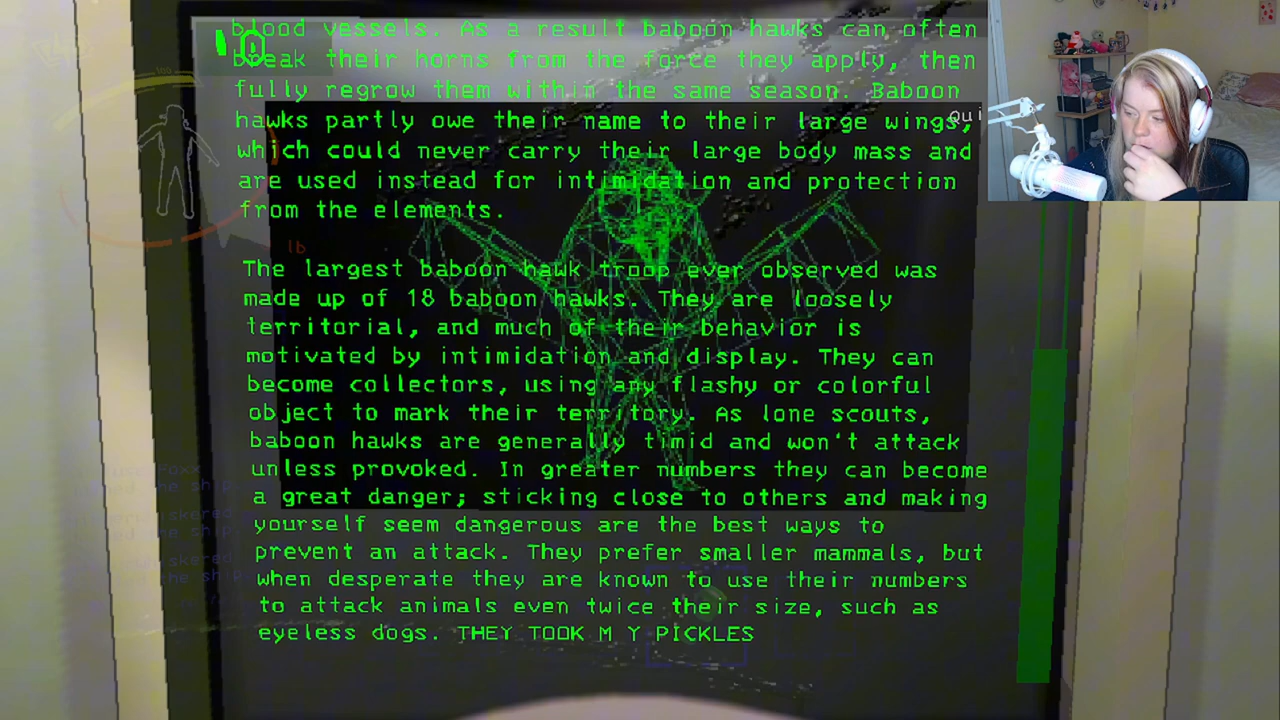 blood vessels. As a result baboon hawks can often
break their horns from the force they apply, then
fully regrow them within the same season. Baboon
hawks partly owe their name to their large wings,
which could never carry their large body mass and
are used instead for intimidation and protection
from the elements.
The largest baboon hawk troop ever observed was
made up of 18 baboon hawks. They are loosely
territorial, and much of their behavior is
motivated by intimidation and display. They can
become collectors, using any flashy or colorful
object to mark their territory. As lone scouts,
baboon hawks are generally timid and won't attack
unless provoked. In greater numbers they can become
a great danger; sticking close to others and making
yourself seem dangerous are the best ways to
prevent an attack. They prefer smaller mammals, but
when desperate they are known to use their numbers
to attack animals even twice their size, such as
eyeless dogs. THEY TOOK M Y PICKLES
lb